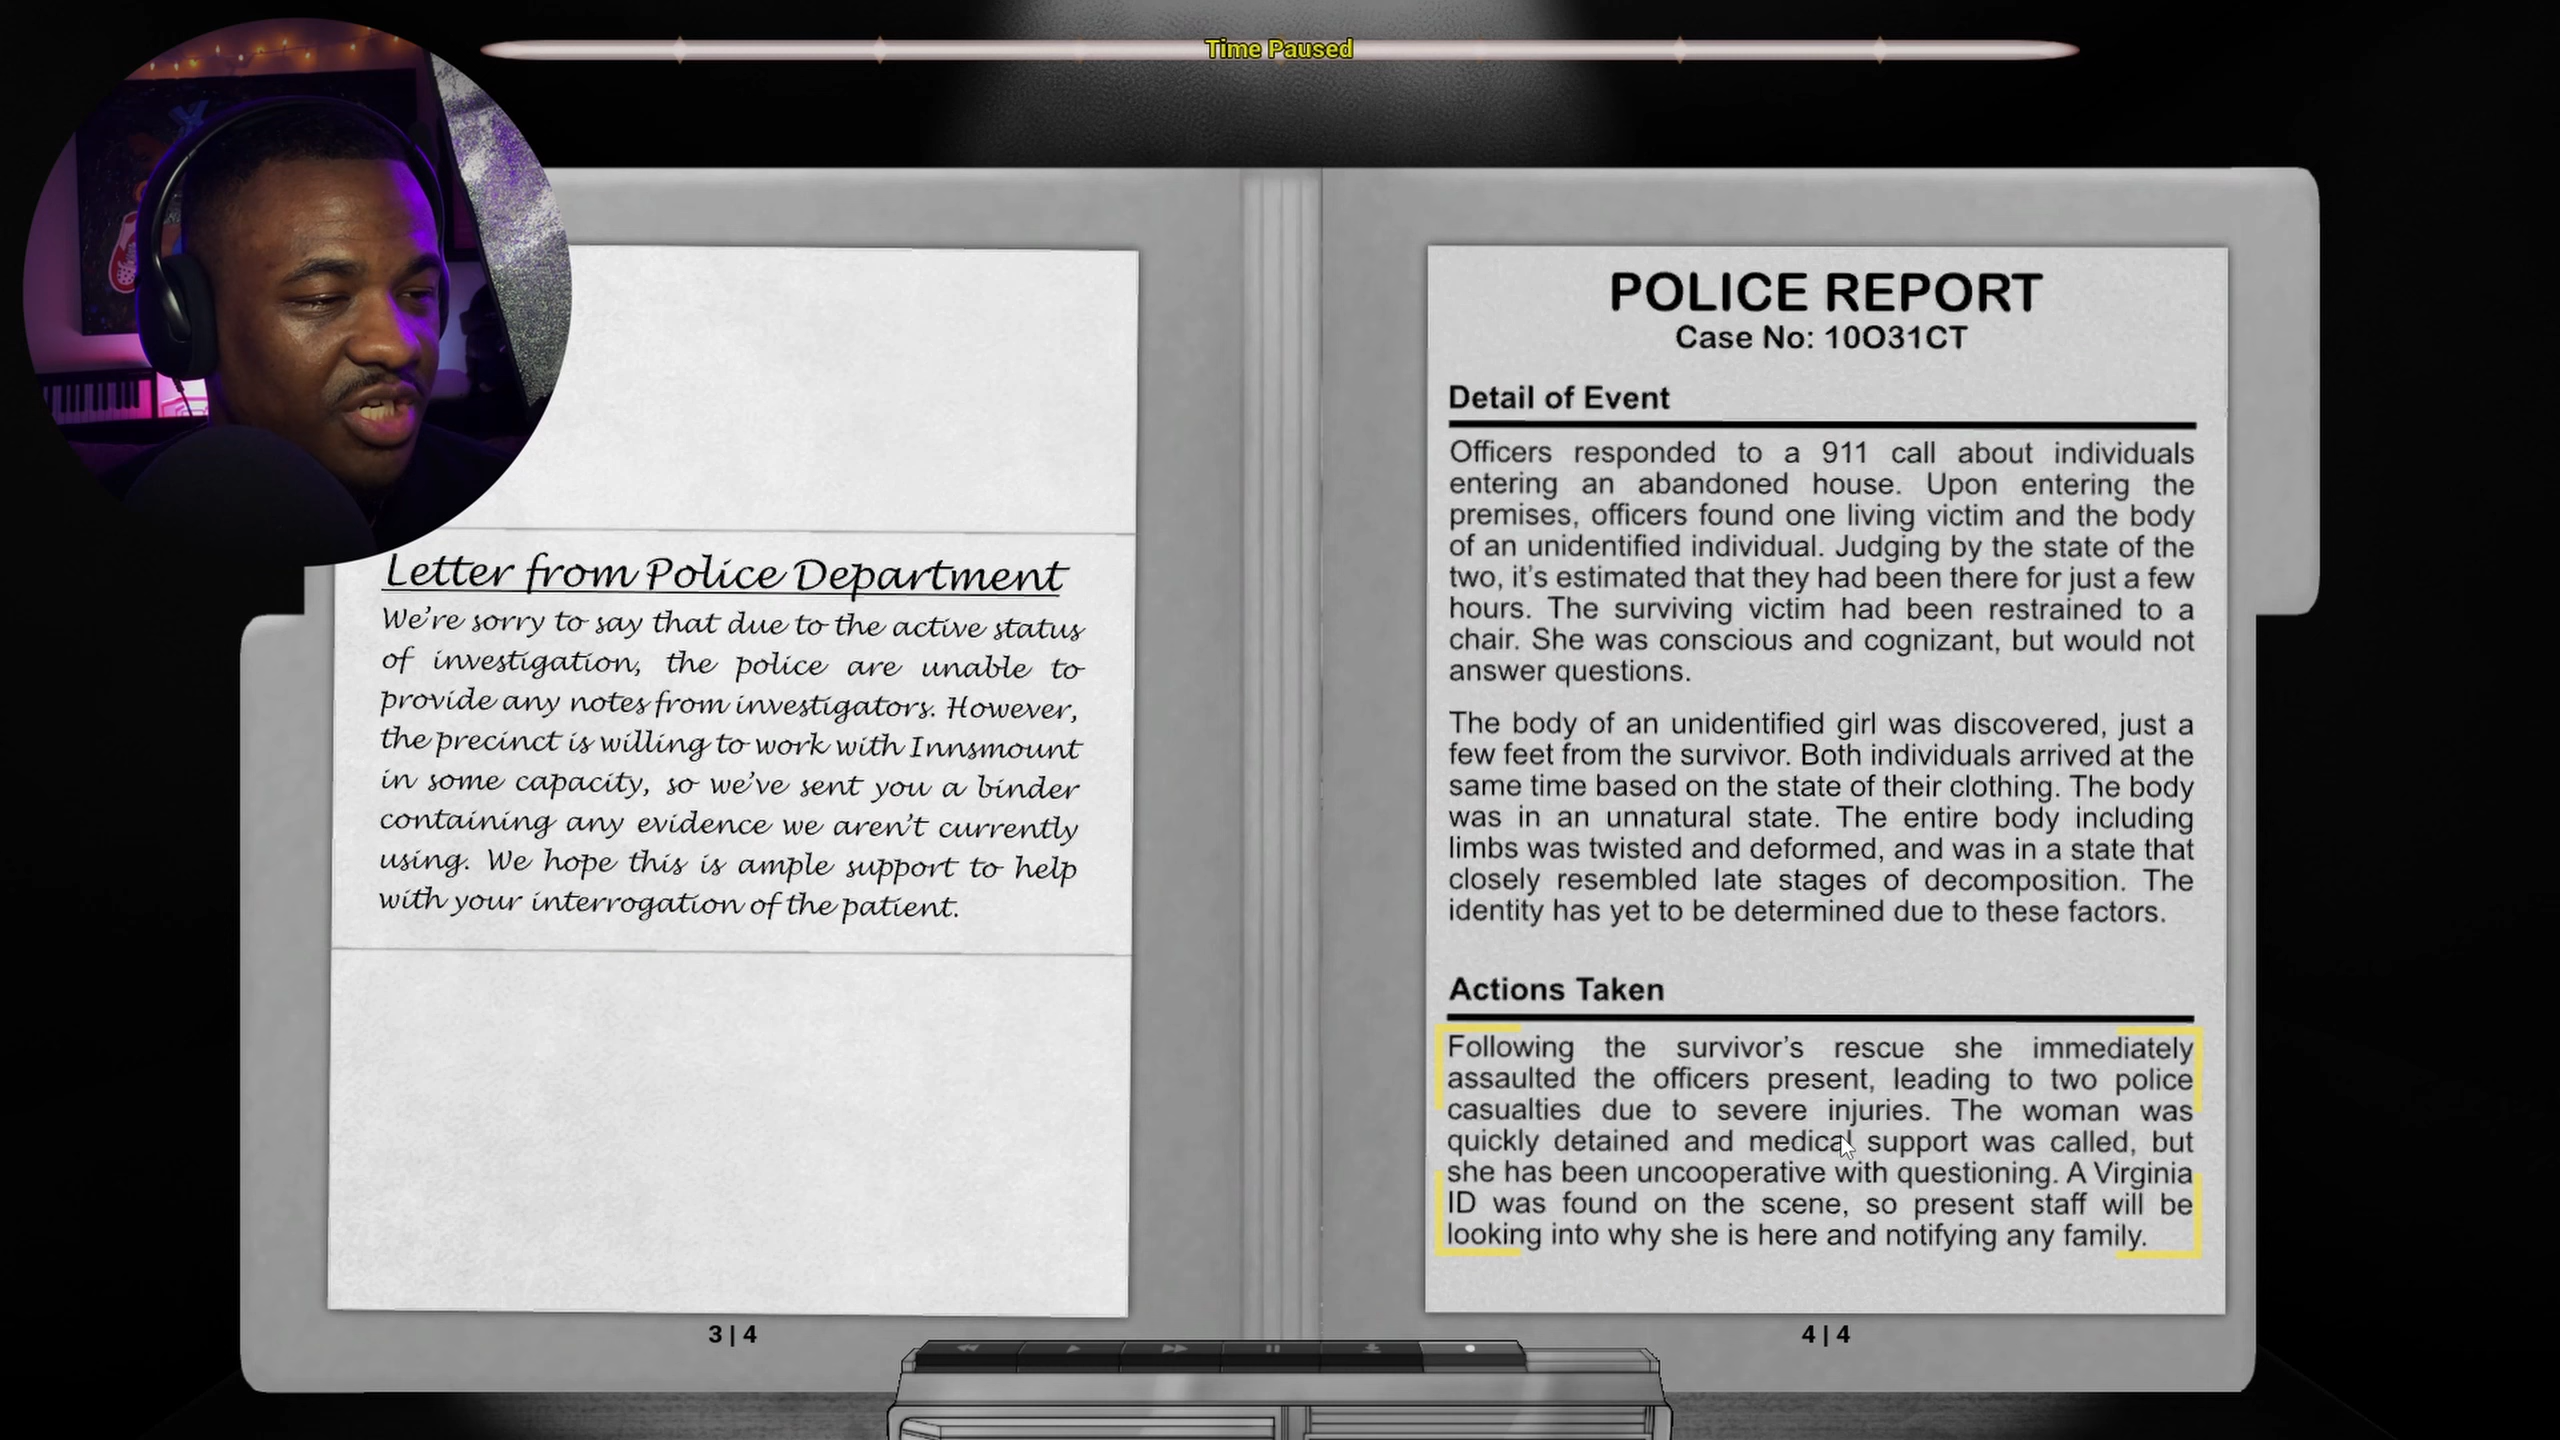 Time Paused
Letter from Police Department
We're sorry to say that due to the active status
of investigation, the police are unable to
provide any notes from investigators. However,
the precinct is willing to work with Innsmount
in some capacity, so we've sent you a binder
containing any evidence we aren't currently
using. We hope this is ample support to help
with your interrogation of the patient.
3 | 4
POLICE REPORT
Case No: 10O31CT
Detail of Event
Officers responded to a 911 call about individuals
entering an abandoned house. Upon entering the
premises, officers found one living victim and the body
of an unidentified individual. Judging by the state of the
two, it's estimated that they had been there for just a few
hours. The surviving victim had been restrained to a
chair. She was conscious and cognizant, but would not
answer questions.
The body of an unidentified girl was discovered, just a
few feet from the survivor. Both individuals arrived at the
same time based on the state of their clothing. The body
was in an unnatural state. The entire body including
limbs was twisted and deformed, and was in a state that
closely resembled late stages of decomposition. The
identity has yet to be determined due to these factors.
Actions Taken
Following the survivor's rescue she immediately
assaulted the officers present, leading to two police
casualties due to severe injuries. The woman was
quickly detained and medical support was called, but
she has been uncooperative with questioning. A Virginia
ID was found on the scene, so present staff will be
looking into why she is here and notifying any family.
4 | 4